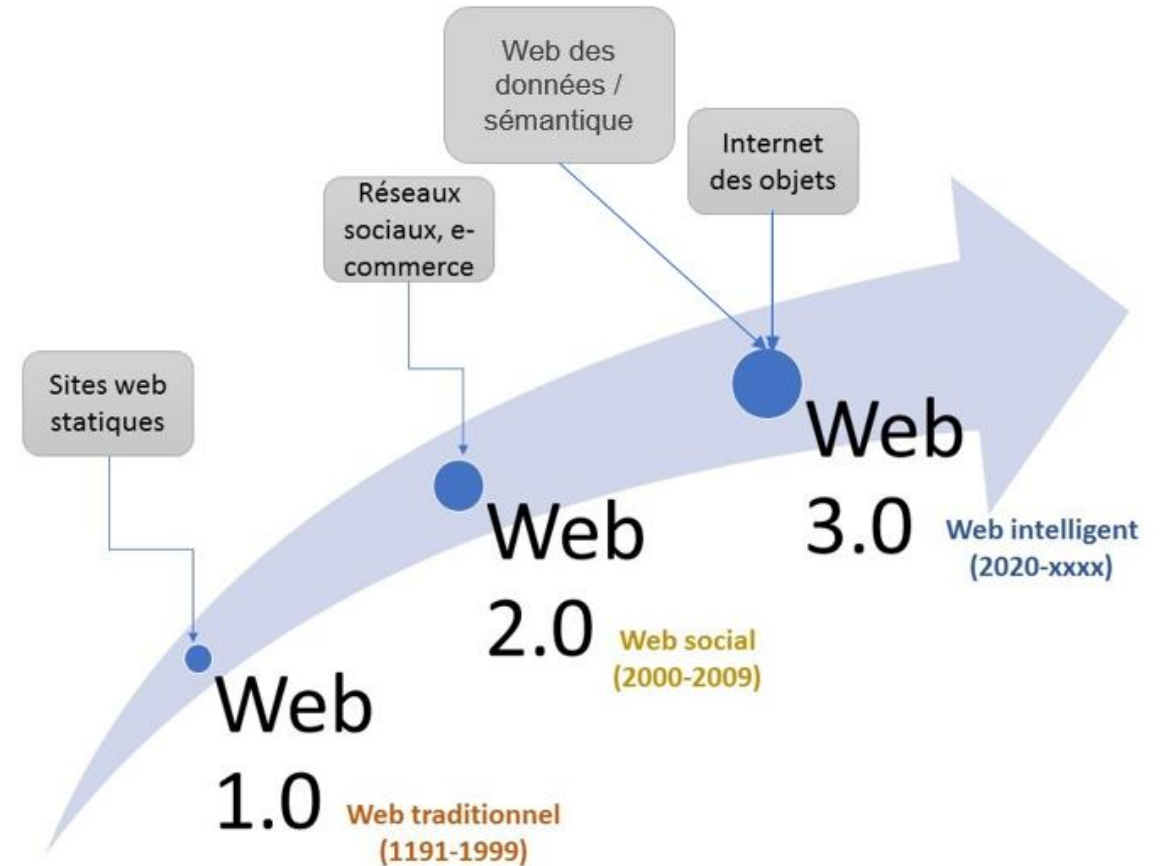 Web des
données /
sémantique
Internet
des objets
Réseaux
sociaux, e-
commerce
Sites web
statiques
Web
3.0
Web intelligent
(2020-xxxx)
Web
2.0
Web social
(2000-2009)
Web
1.0
Web traditionnel
(1191-1999)